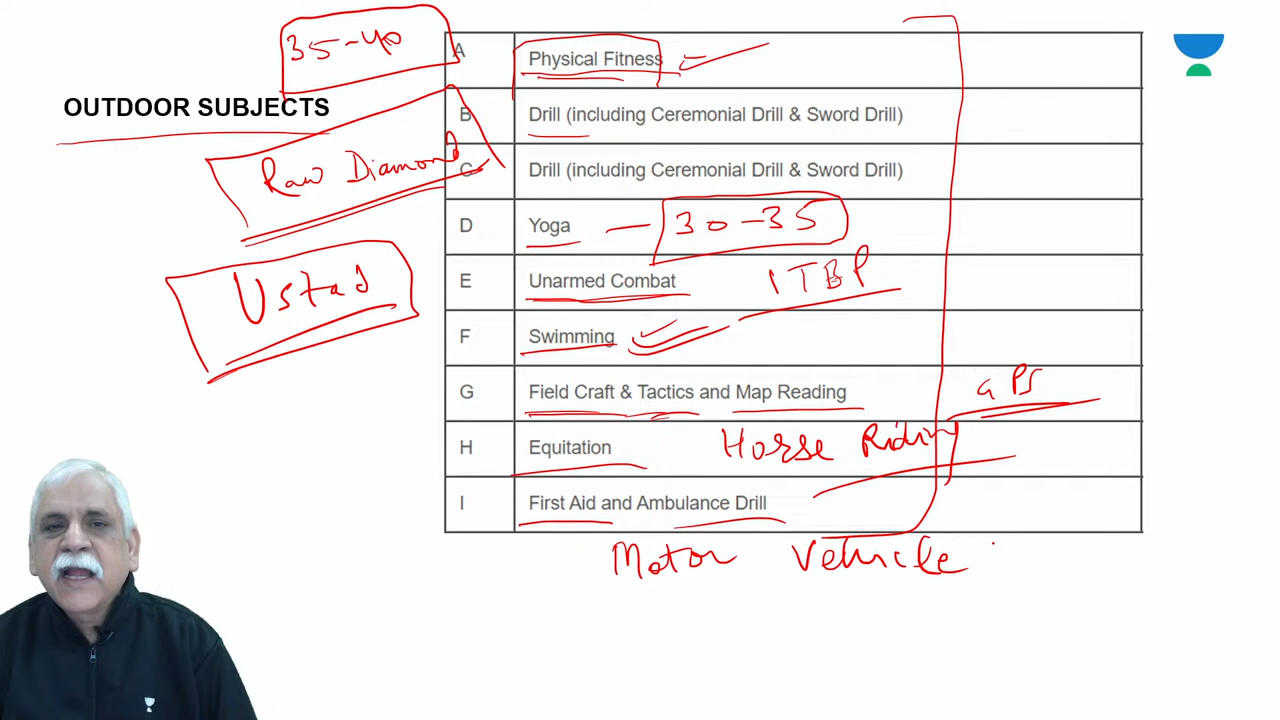 35-40
A Physical Fitness
OUTDOOR SUBJECTS
B Drill (including Ceremonial Drill & Sword Drill)
Raw Diamond
C Drill (including Ceremonial Drill & Sword Drill)
D Yoga — 30-35
Ustad
E Unarmed Combat ITBP
F Swimming
G Field Craft & Tactics and Map Reading GPS
H Equitation Horse Riding
I First Aid and Ambulance Drill
Motor Vehicle